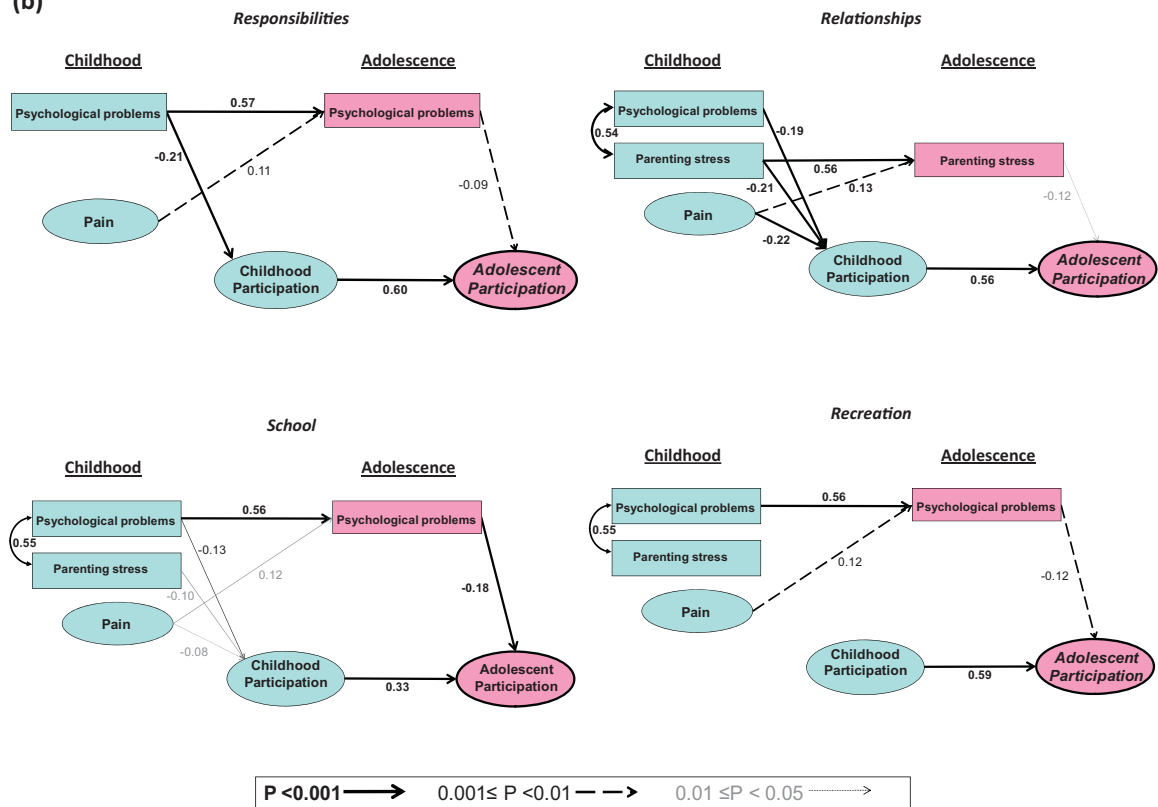 (b)
Responsibilities
Childhood
Adolescence
Psychological problems
0.57
Psychological problems
-0.21
0.11
-0.09
Pain
Childhood
Participation
0.60
Adolescent
Participation
Relationships
Childhood
Adolescence
Psychological problems
0.54
-0.19
Parenting stress
0.56
Parenting stress
-0.21
0.13
-0.12
Pain
-0.22
Childhood
Participation
0.56
Adolescent
Participation
School
Childhood
Adolescence
Psychological problems
0.56
Psychological problems
0.55
-0.13
Parenting stress
0.12
-0.10
-0.18
Pain
-0.08
Childhood
Participation
0.33
Adolescent
Participation
Recreation
Childhood
Adolescence
Psychological problems
0.56
Psychological problems
0.55
Parenting stress
0.12
-0.12
Pain
Childhood
Participation
0.59
Adolescent
Participation
P <0.001
0.001≤ P <0.01
0.01 ≤P < 0.05